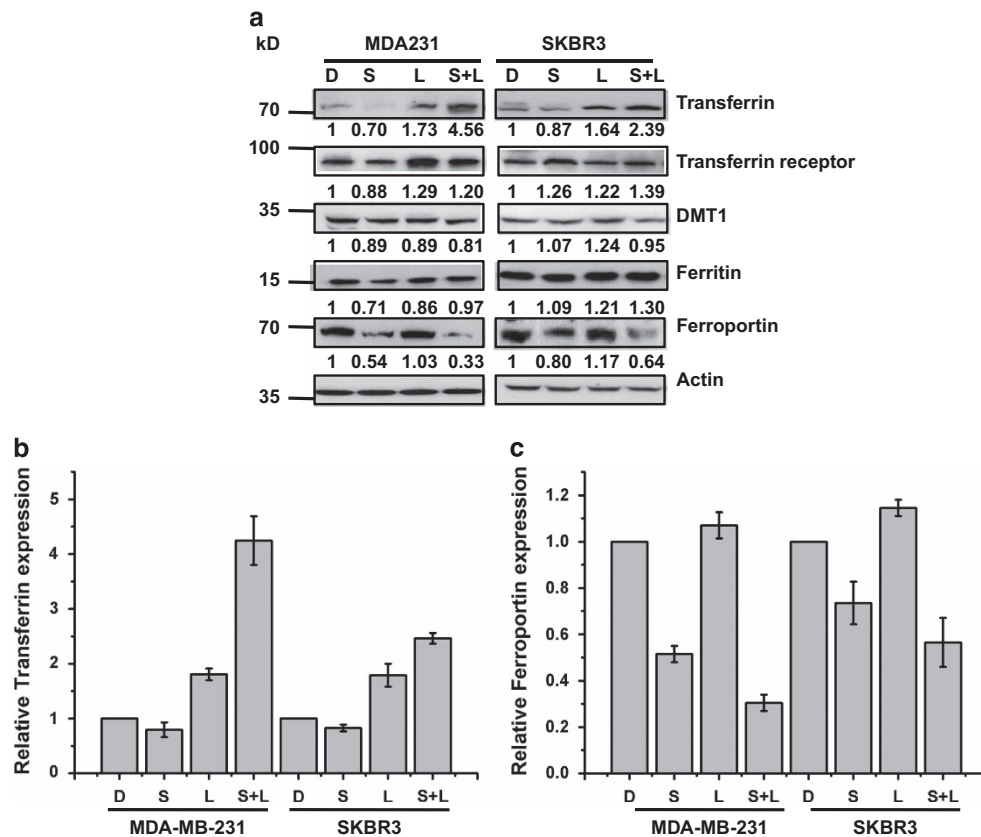 a
kD MDA231 SKBR3
D S L S+L D S L S+L
70 Transferrin
1 0.70 1.73 4.56 1 0.87 1.64 2.39
100 Transferrin receptor
1 0.88 1.29 1.20 1 1.26 1.22 1.39
35 DMT1
1 0.89 0.89 0.81 1 1.07 1.24 0.95
15 Ferritin
1 0.71 0.86 0.97 1 1.09 1.21 1.30
70 Ferroportin
1 0.54 1.03 0.33 1 0.80 1.17 0.64
35 Actin
b
Relative Transferrin expression
5
4
3
2
1
0
D S L S+L D S L S+L
MDA-MB-231 SKBR3
c
Relative Ferroportin expression
1.2
1.0
0.8
0.6
0.4
0.2
0.0
D S L S+L D S L S+L
MDA-MB-231 SKBR3